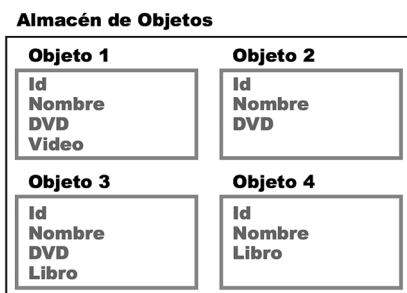 Almacén de Objetos
Objeto 1
Id
Nombre
DVD
Video
Objeto 2
Id
Nombre
DVD
Objeto 3
Id
Nombre
DVD
Libro
Objeto 4
Id
Nombre
Libro